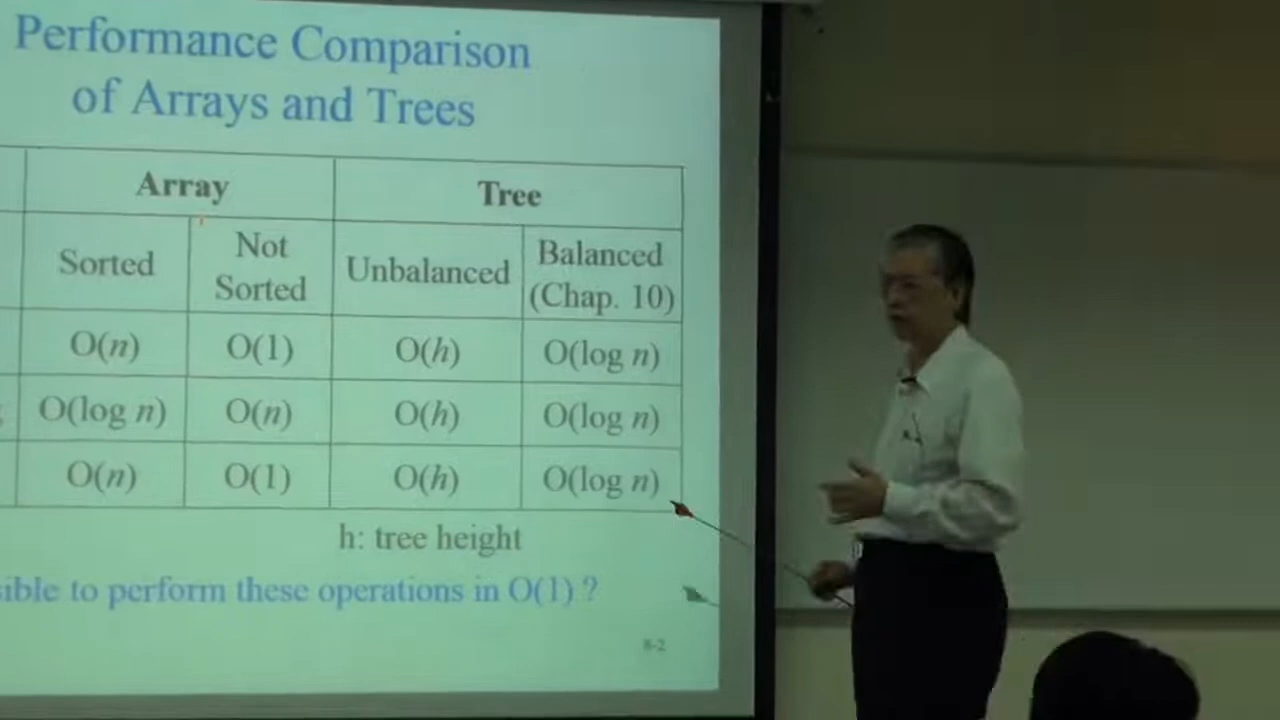 Performance Comparison
of Arrays and Trees
Array Tree
Sorted Not Sorted Unbalanced Balanced (Chap. 10)
O(n) O(1) O(h) O(log n)
O(log n) O(n) O(h) O(log n)
O(n) O(1) O(h) O(log n)
h: tree height
to perform these operations in O(1) ?
8-2